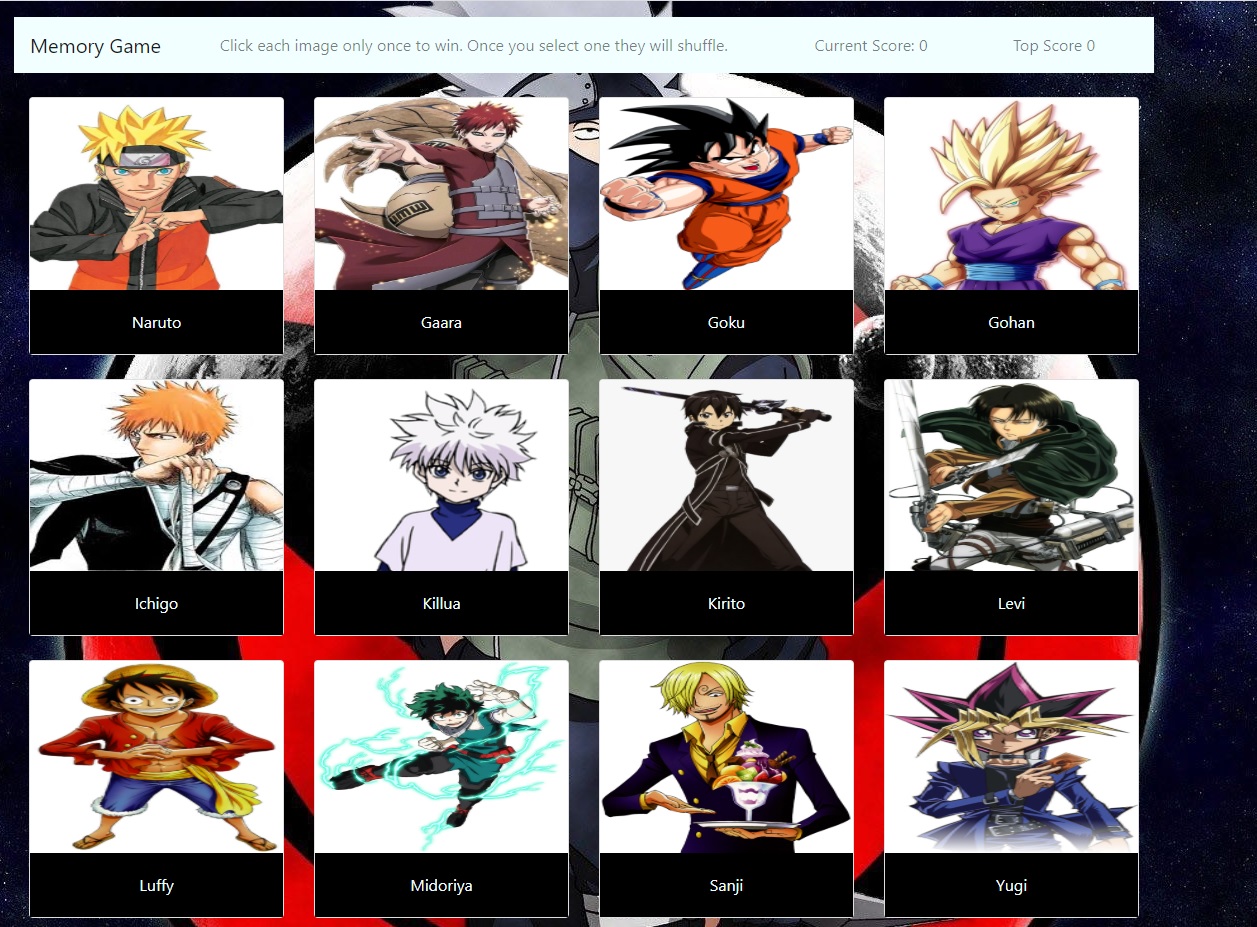 Memory Game Click each image only once to win. Once you select one they will shuffle. Current Score: 0 Top Score 0
Naruto Gaara Goku Gohan
Ichigo Killua Kirito Levi
Luffy Midoriya Sanji Yugi